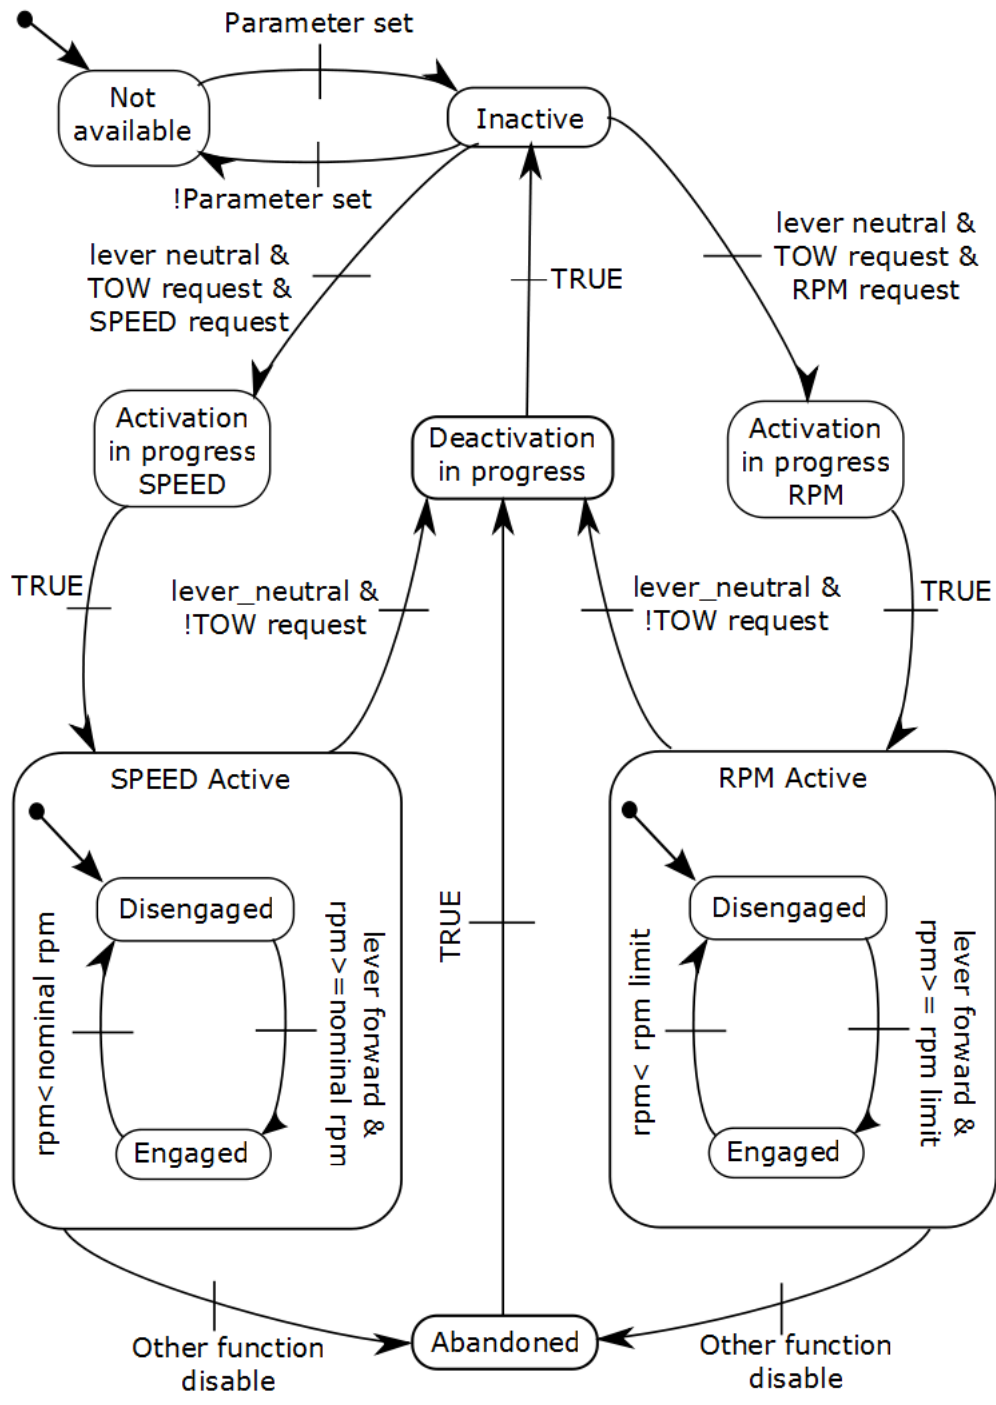 Parameter set
Not
available
Inactive
!Parameter set
lever neutral &
TOW request &
SPEED request
TRUE
lever neutral &
TOW request &
RPM request
Activation
in progress
SPEED
Deactivation
in progress
Activation
in progress
RPM
TRUE
lever_neutral &
!TOW request
lever_neutral &
!TOW request
TRUE
SPEED Active
Disengaged
rpm<nominal rpm
lever forward &
rpm>=nominal rpm
Engaged
TRUE
RPM Active
Disengaged
rpm< rpm limit
lever forward &
rpm>= rpm limit
Engaged
Other function
disable
Abandoned
Other function
disable